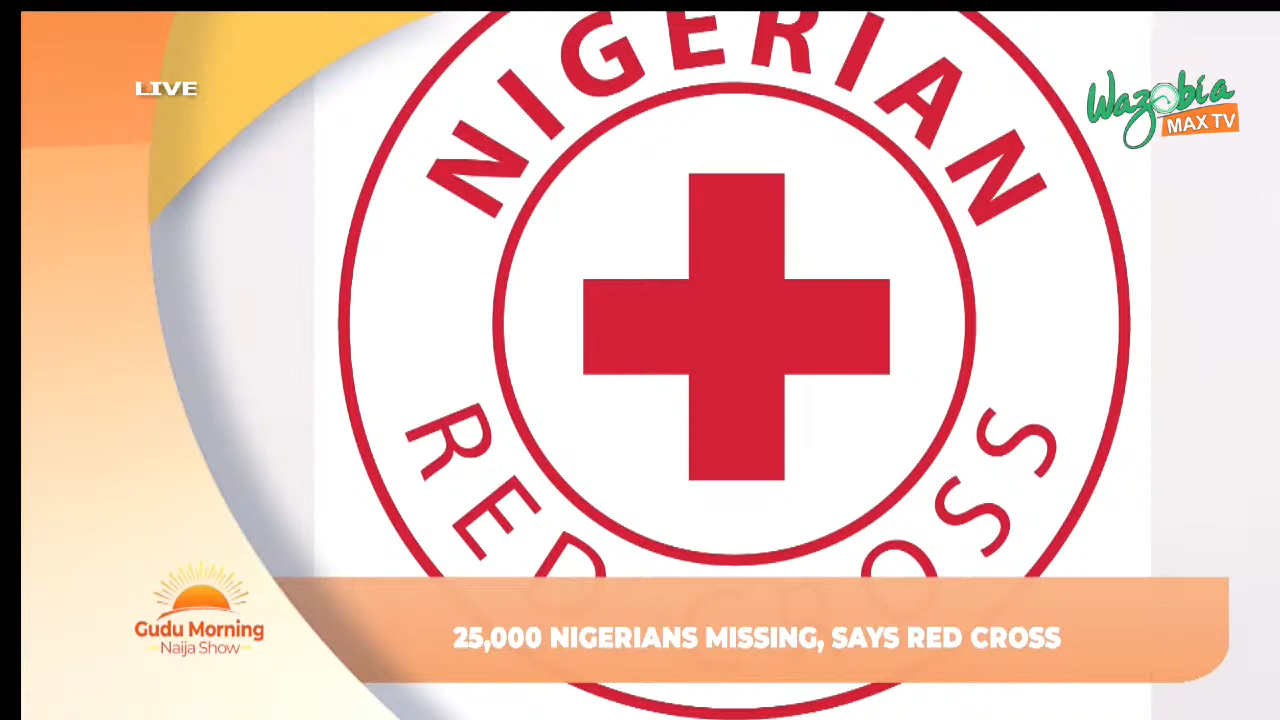 LIVE
NIGERIAN
RED CROSS
Wazobia
MAX TV
Gudu Morning
Naija Show
25,000 NIGERIANS MISSING, SAYS RED CROSS